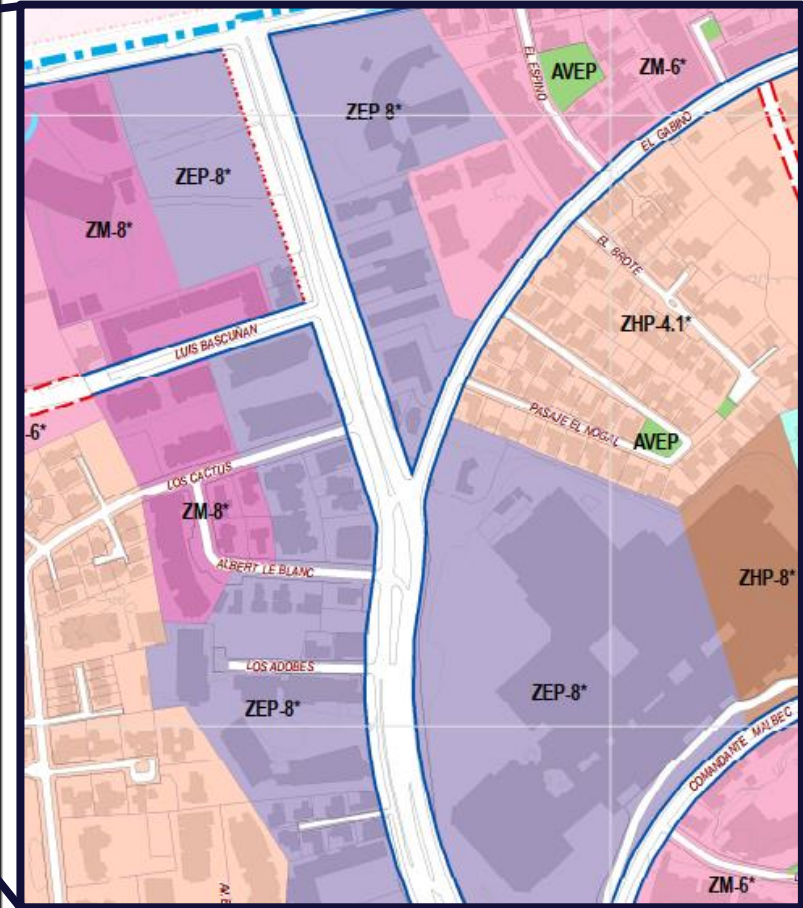 EL ESPINO
AVEP
ZM-6*
ZEP 8*
EL GABINO
ZEP-8*
ZM-8*
EL BROTE
ZHP-4.1*
LUIS BASCUÑAN
PASAJE EL NOGAL
AVEP
-6*
LOS CACTUS
ZM-8*
ALBERT LE BLANC
ZHP-8*
LOS ADOBES
ZEP-8*
ZEP-8*
COMANDANTE MALBEC
ZM-6*